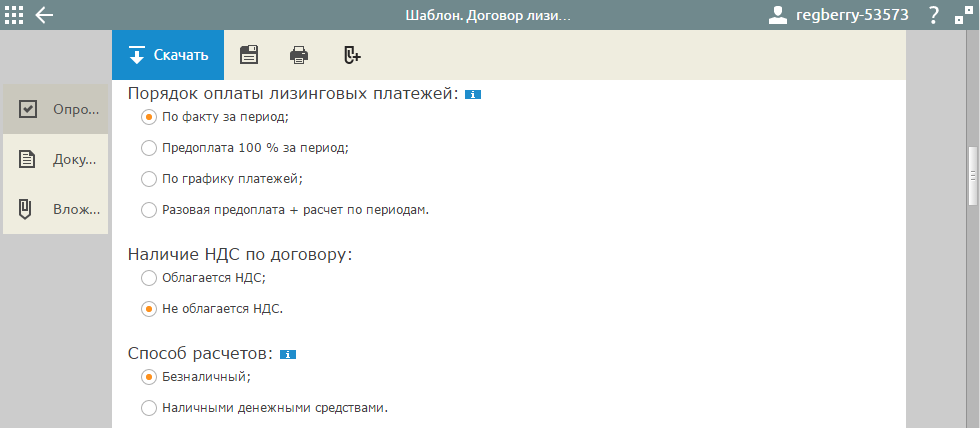 Шаблон. Договор лизи...
regberry-53573
?
Скачать
Опро...
Доку...
Влож...
Порядок оплаты лизинговых платежей: i
По факту за период;
Предоплата 100 % за период;
По графику платежей;
Разовая предоплата + расчет по периодам.
Наличие НДС по договору:
Облагается НДС;
Не облагается НДС.
Способ расчетов: i
Безналичный;
Наличными денежными средствами.